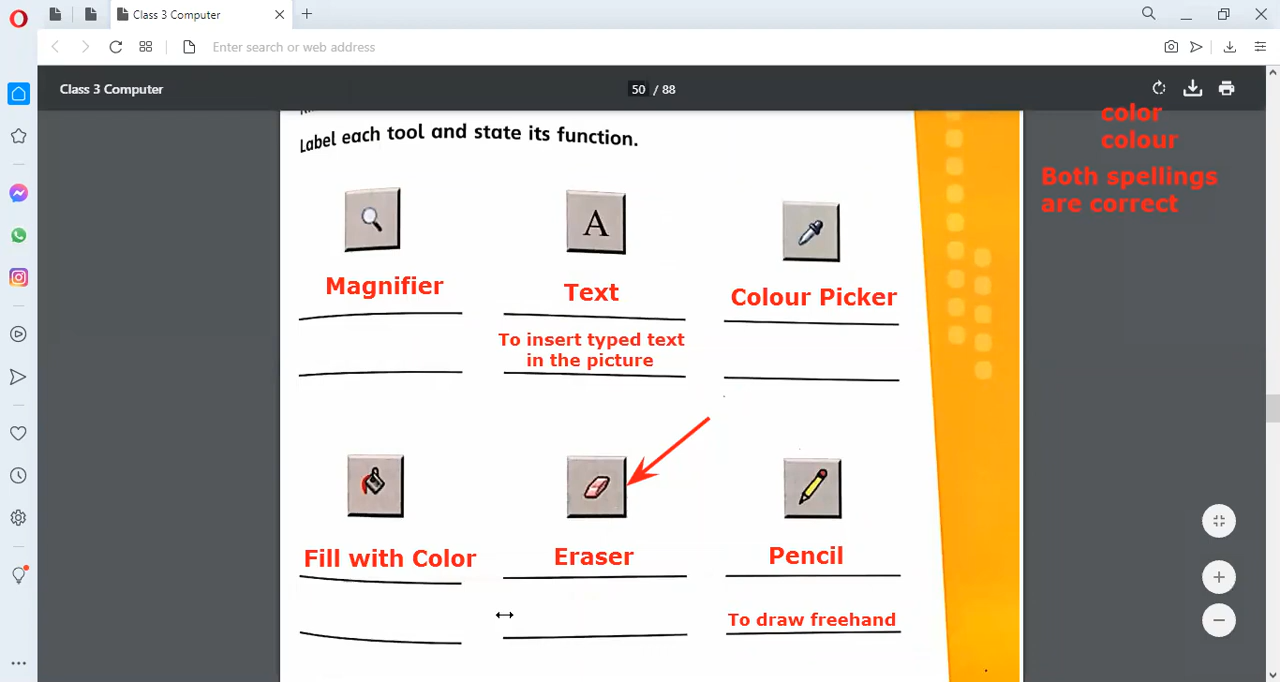 Class 3 Computer
Enter search or web address
Class 3 Computer
50 / 88
color
colour
Both spellings
are correct
Label each tool and state its function.
A
Magnifier
Text
Colour Picker
To insert typed text
in the picture
Fill with Color
Eraser
Pencil
To draw freehand